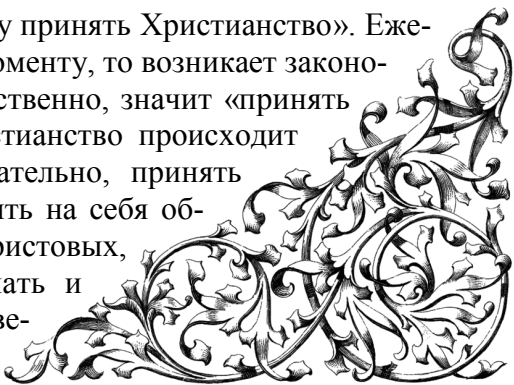 у принять Христианство». Еже-
оменту, то возникает законо-
ственно, значит «принять
стианство происходит
ательно, принять
ить на себя об-
ристовых,
лать и
ве-